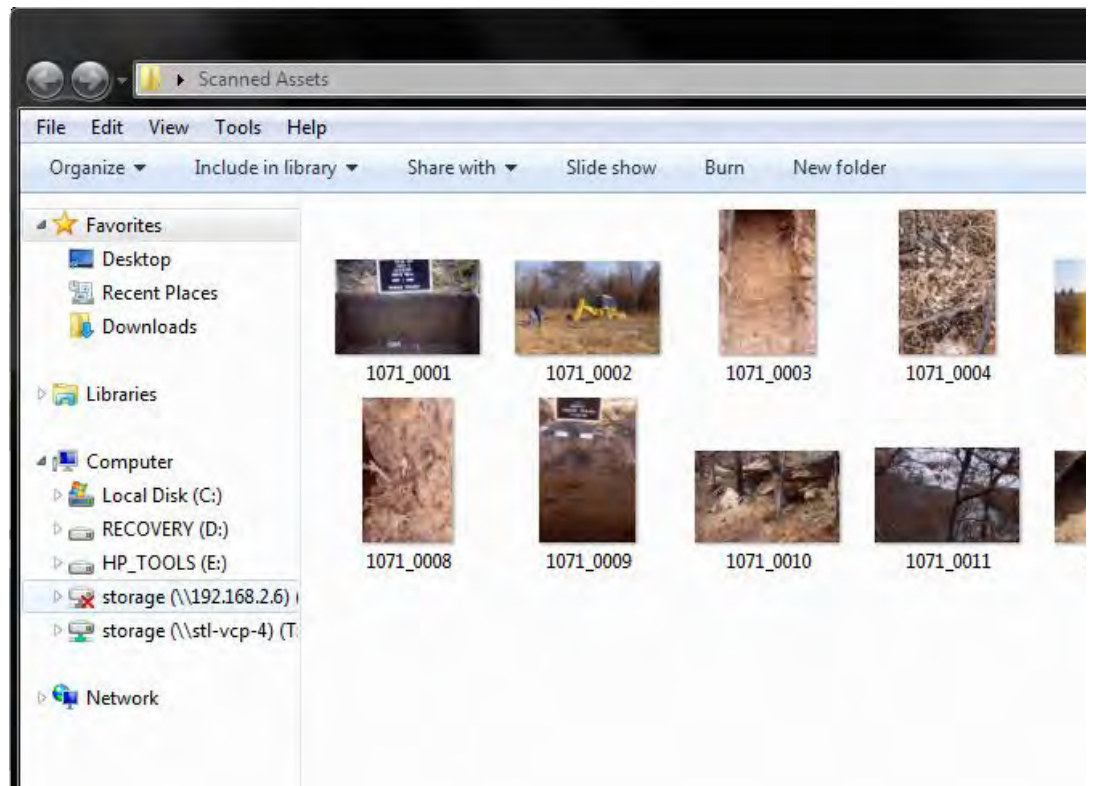 Scanned Assets
File Edit View Tools Help
Organize Include in library Share with Slide show Burn New folder
Favorites
Desktop
Recent Places
Downloads
Libraries
Computer
Local Disk (C:)
RECOVERY (D:)
HP_TOOLS (E:)
storage (\\192.168.2.6) (
storage (\\stl-vcp-4) (T:
Network
1071_0001 1071_0002 1071_0003 1071_0004
1071_0008 1071_0009 1071_0010 1071_0011